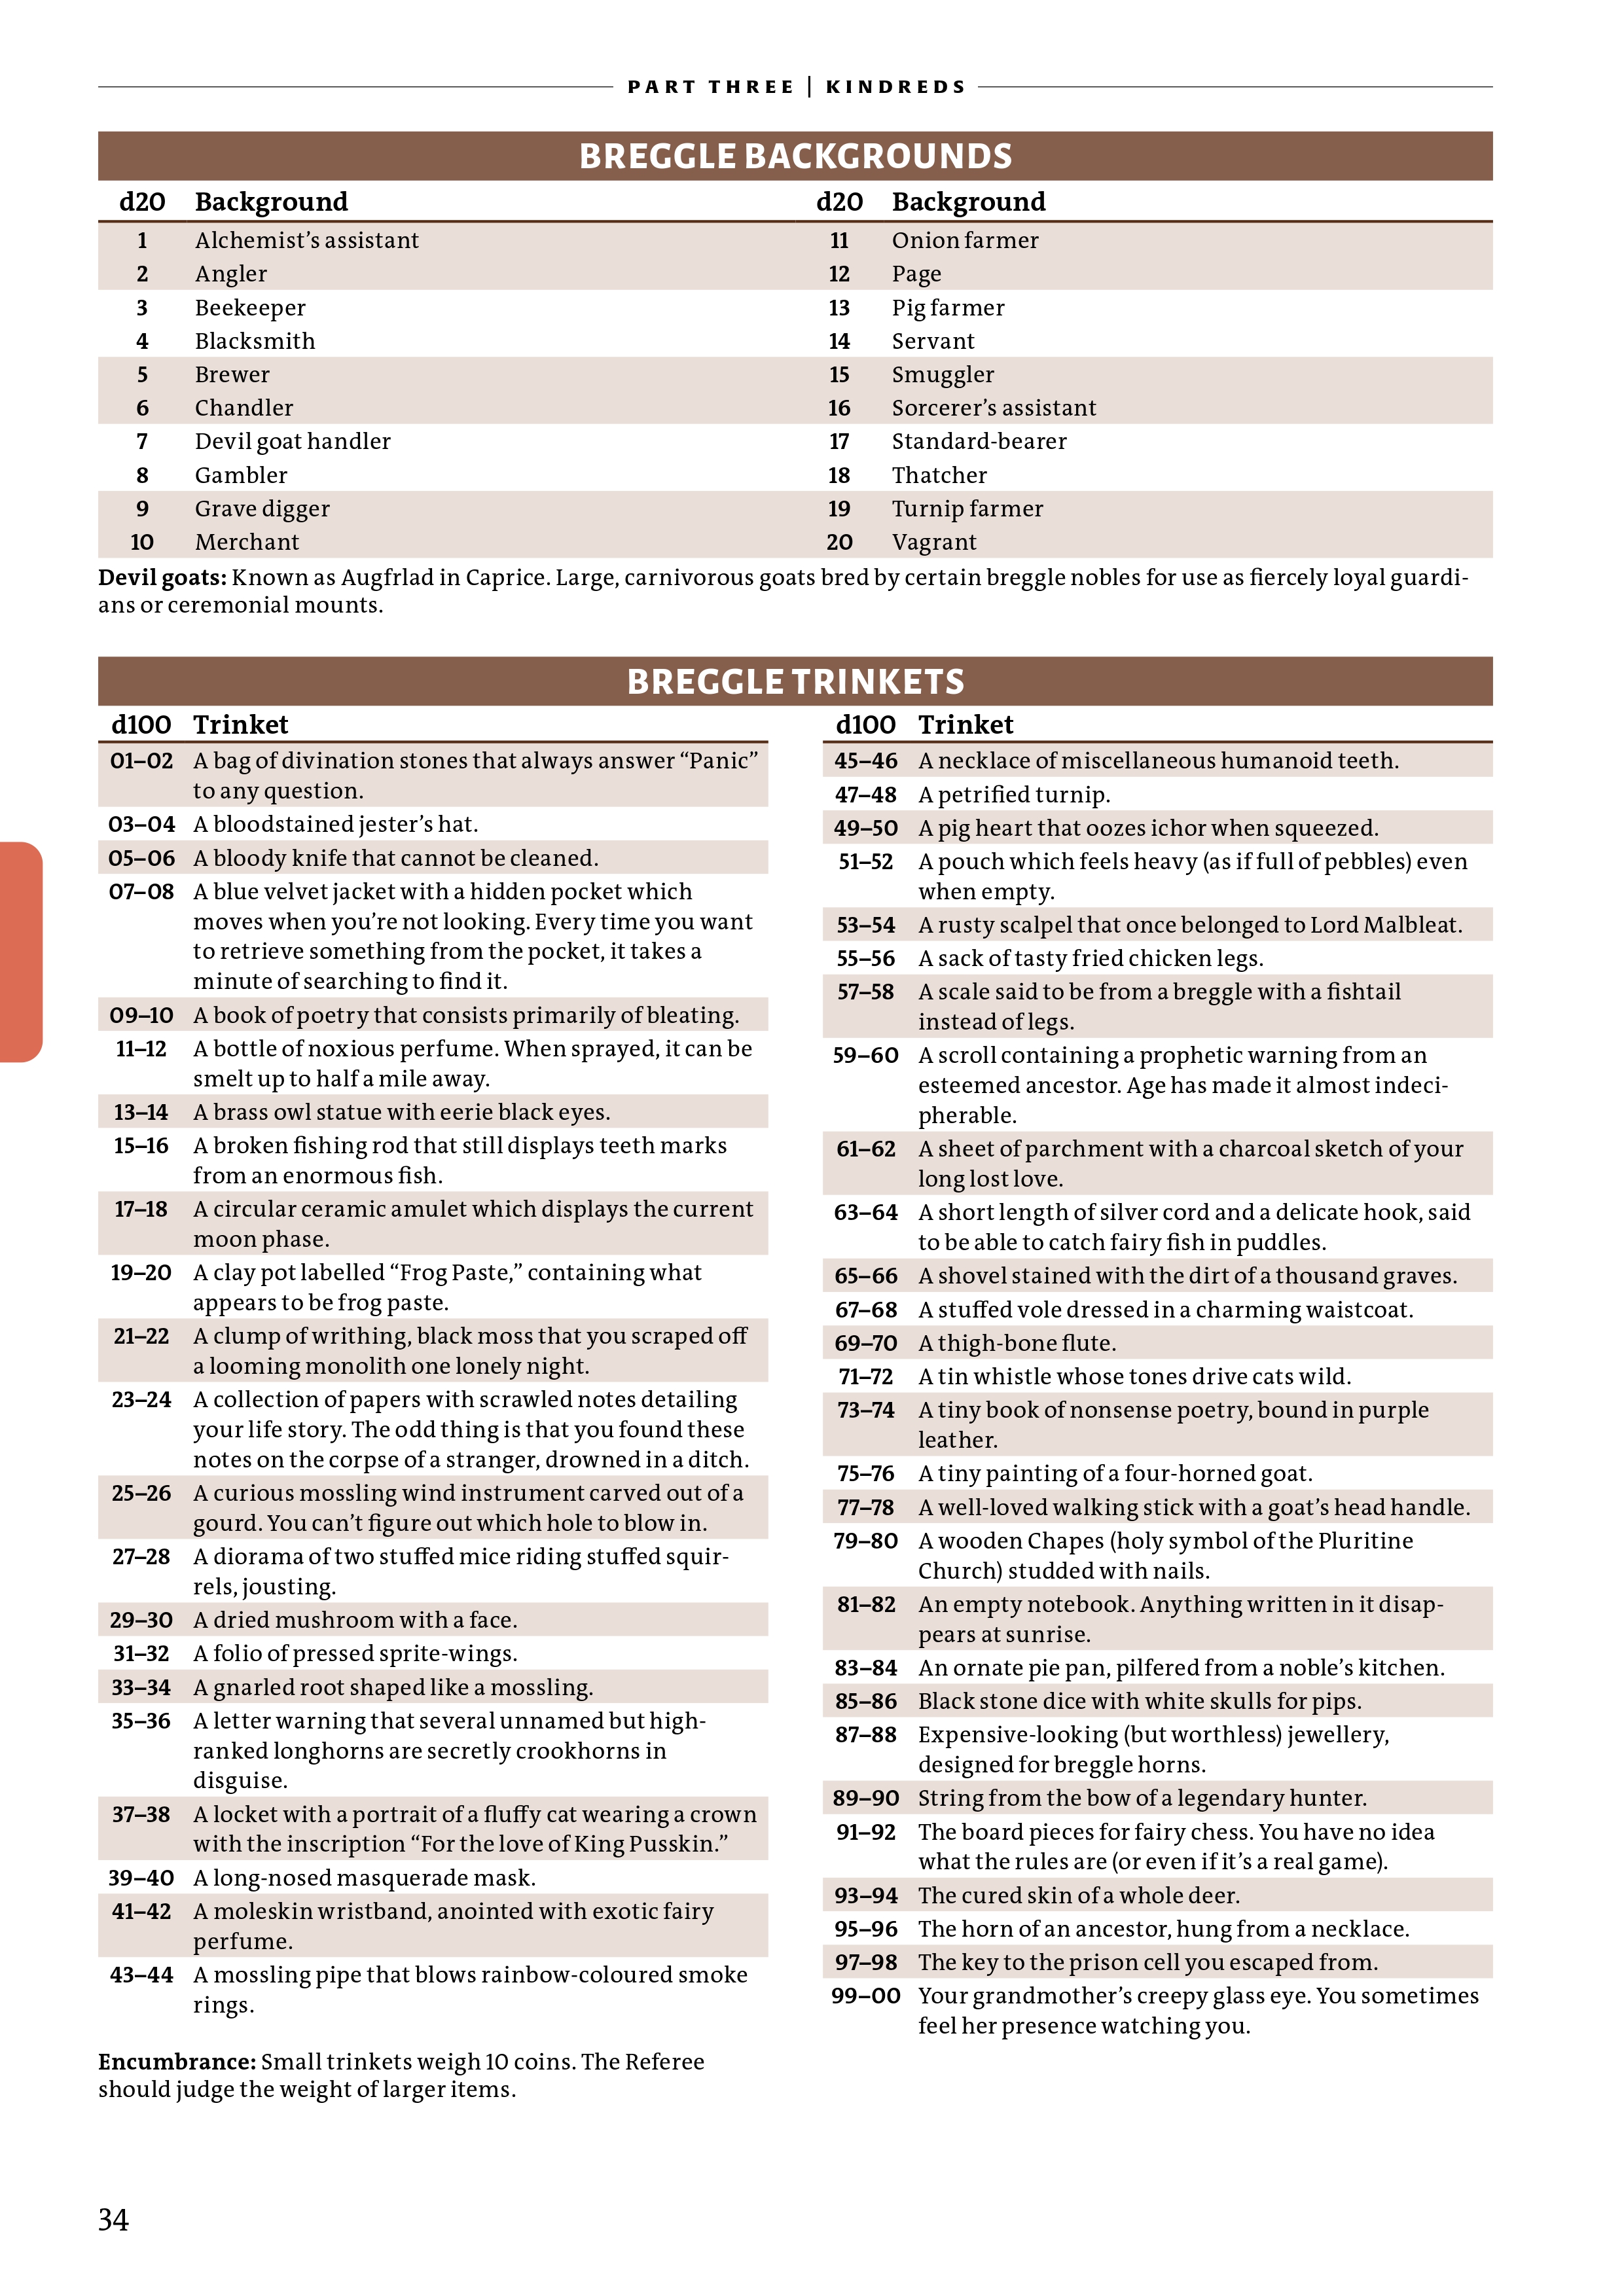 PART THREE | KINDREDS
BREGGLE BACKGROUNDS
d20 Background
1 Alchemist’s assistant
2 Angler
3 Beekeeper
4 Blacksmith
5 Brewer
6 Chandler
7 Devil goat handler
8 Gambler
9 Grave digger
10 Merchant
d20 Background
11 Onion farmer
12 Page
13 Pig farmer
14 Servant
15 Smuggler
16 Sorcerer’s assistant
17 Standard-bearer
18 Thatcher
19 Turnip farmer
20 Vagrant
Devil goats: Known as Augfrlad in Caprice. Large, carnivorous goats bred by certain breggle nobles for use as fiercely loyal guardi-
ans or ceremonial mounts.
BREGGLE TRINKETS
d100 Trinket
01–02 A bag of divination stones that always answer “Panic”
to any question.
03–04 A bloodstained jester’s hat.
05–06 A bloody knife that cannot be cleaned.
07–08 A blue velvet jacket with a hidden pocket which
moves when you’re not looking. Every time you want
to retrieve something from the pocket, it takes a
minute of searching to find it.
09–10 A book of poetry that consists primarily of bleating.
11–12 A bottle of noxious perfume. When sprayed, it can be
smelt up to half a mile away.
13–14 A brass owl statue with eerie black eyes.
15–16 A broken fishing rod that still displays teeth marks
from an enormous fish.
17–18 A circular ceramic amulet which displays the current
moon phase.
19–20 A clay pot labelled “Frog Paste,” containing what
appears to be frog paste.
21–22 A clump of writhing, black moss that you scraped off
a looming monolith one lonely night.
23–24 A collection of papers with scrawled notes detailing
your life story. The odd thing is that you found these
notes on the corpse of a stranger, drowned in a ditch.
25–26 A curious mossling wind instrument carved out of a
gourd. You can’t figure out which hole to blow in.
27–28 A diorama of two stuffed mice riding stuffed squir-
rels, jousting.
29–30 A dried mushroom with a face.
31–32 A folio of pressed sprite-wings.
33–34 A gnarled root shaped like a mossling.
35–36 A letter warning that several unnamed but high-
ranked longhorns are secretly crookhorns in
disguise.
37–38 A locket with a portrait of a fluffy cat wearing a crown
with the inscription “For the love of King Pusskin.”
39–40 A long-nosed masquerade mask.
41–42 A moleskin wristband, anointed with exotic fairy
perfume.
43–44 A mossling pipe that blows rainbow-coloured smoke
rings.
Encumbrance: Small trinkets weigh 10 coins. The Referee
should judge the weight of larger items.
d100 Trinket
45–46 A necklace of miscellaneous humanoid teeth.
47–48 A petrified turnip.
49–50 A pig heart that oozes ichor when squeezed.
51–52 A pouch which feels heavy (as if full of pebbles) even
when empty.
53–54 A rusty scalpel that once belonged to Lord Malbleat.
55–56 A sack of tasty fried chicken legs.
57–58 A scale said to be from a breggle with a fishtail
instead of legs.
59–60 A scroll containing a prophetic warning from an
esteemed ancestor. Age has made it almost indeci-
pherable.
61–62 A sheet of parchment with a charcoal sketch of your
long lost love.
63–64 A short length of silver cord and a delicate hook, said
to be able to catch fairy fish in puddles.
65–66 A shovel stained with the dirt of a thousand graves.
67–68 A stuffed vole dressed in a charming waistcoat.
69–70 A thigh-bone flute.
71–72 A tin whistle whose tones drive cats wild.
73–74 A tiny book of nonsense poetry, bound in purple
leather.
75–76 A tiny painting of a four-horned goat.
77–78 A well-loved walking stick with a goat’s head handle.
79–80 A wooden Chapes (holy symbol of the Pluritine
Church) studded with nails.
81–82 An empty notebook. Anything written in it disap-
pears at sunrise.
83–84 An ornate pie pan, pilfered from a noble’s kitchen.
85–86 Black stone dice with white skulls for pips.
87–88 Expensive-looking (but worthless) jewellery,
designed for breggle horns.
89–90 String from the bow of a legendary hunter.
91–92 The board pieces for fairy chess. You have no idea
what the rules are (or even if it’s a real game).
93–94 The cured skin of a whole deer.
95–96 The horn of an ancestor, hung from a necklace.
97–98 The key to the prison cell you escaped from.
99–00 Your grandmother’s creepy glass eye. You sometimes
feel her presence watching you.
34